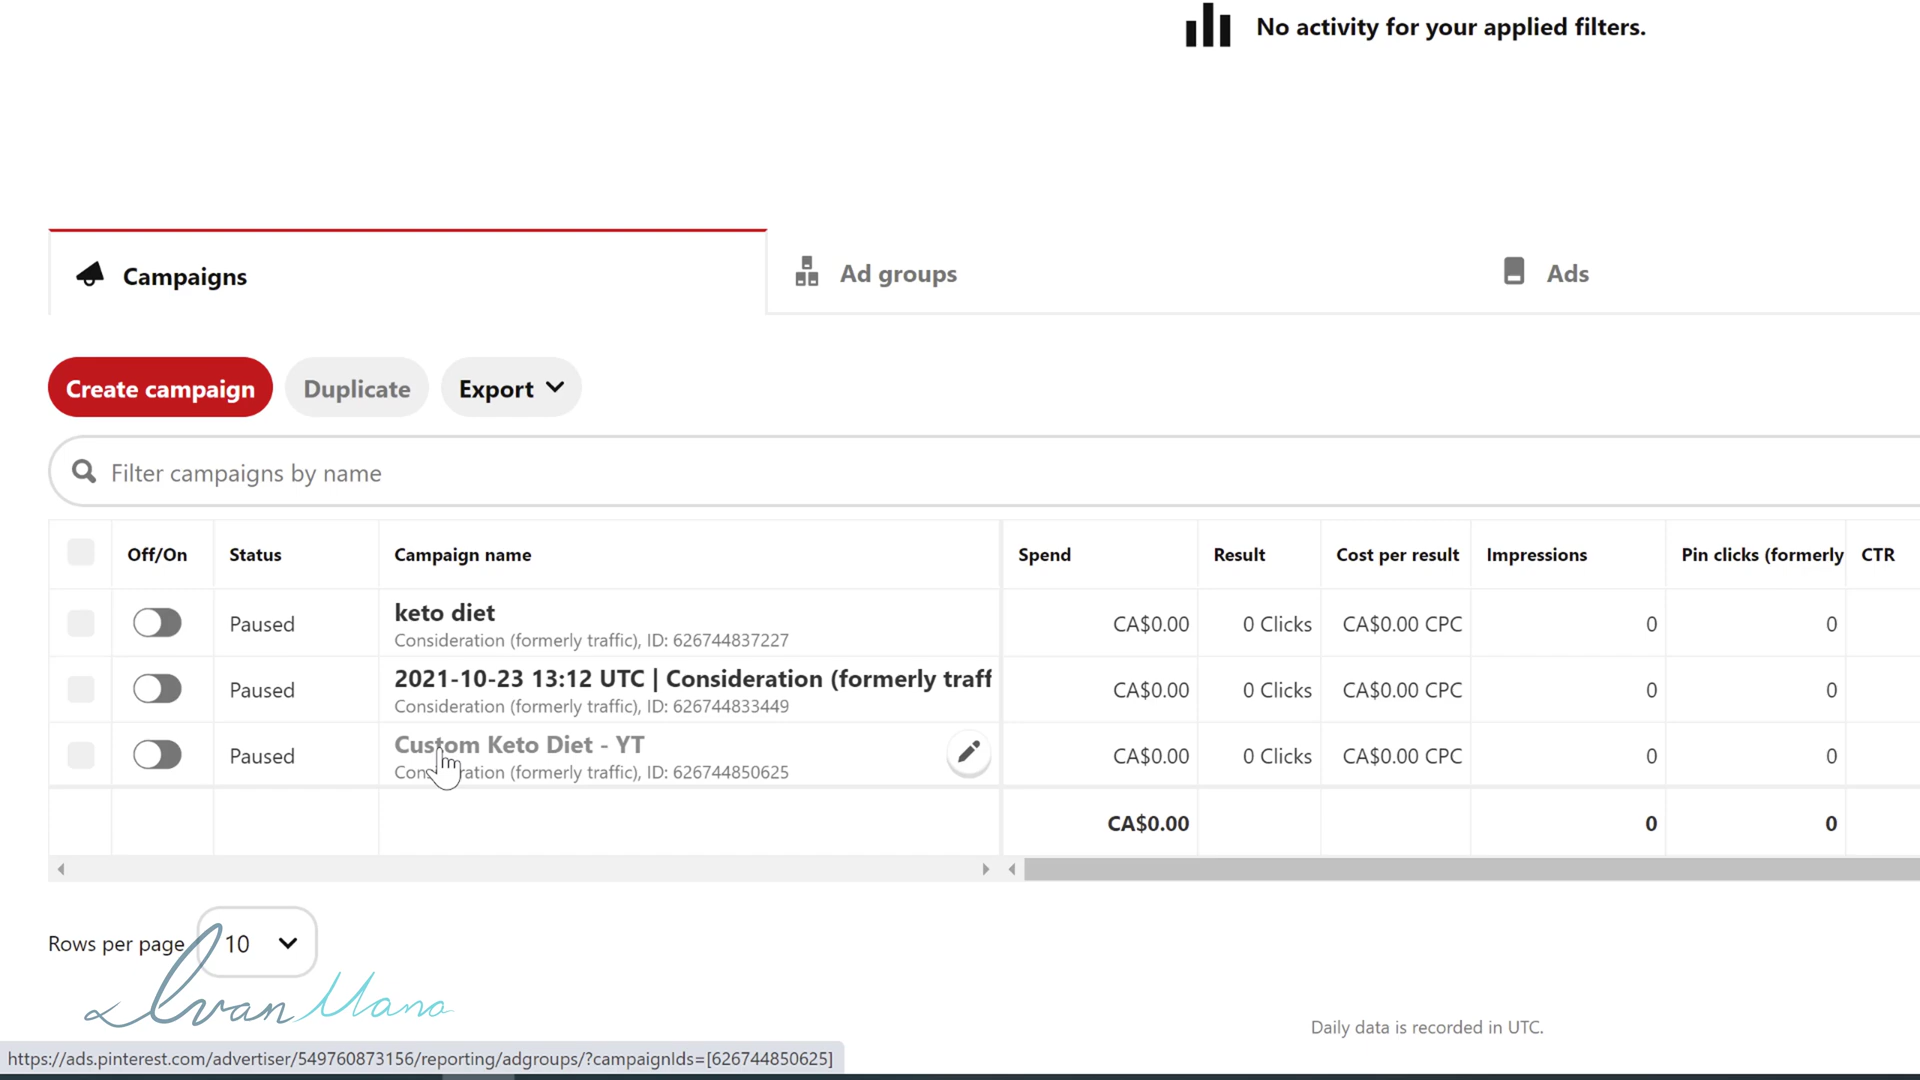 No activity for your applied filters.
Campaigns
Ad groups
Ads
Create campaign
Duplicate
Export
Filter campaigns by name
Off/On Status Campaign name Spend Result Cost per result Impressions Pin clicks (formerly CTR
Paused keto diet CA$0.00 0 Clicks CA$0.00 CPC 0 0
Consideration (formerly traffic), ID: 626744837227
Paused 2021-10-23 13:12 UTC | Consideration (formerly traff CA$0.00 0 Clicks CA$0.00 CPC 0 0
Consideration (formerly traffic), ID: 626744833449
Paused Custom Keto Diet - YT CA$0.00 0 Clicks CA$0.00 CPC 0 0
Consideration (formerly traffic), ID: 626744850625
CA$0.00 0 0
Rows per page 10
Ivan Mana
Daily data is recorded in UTC.
https://ads.pinterest.com/advertiser/549760873156/reporting/adgroups/?campaignIds=[626744850625]